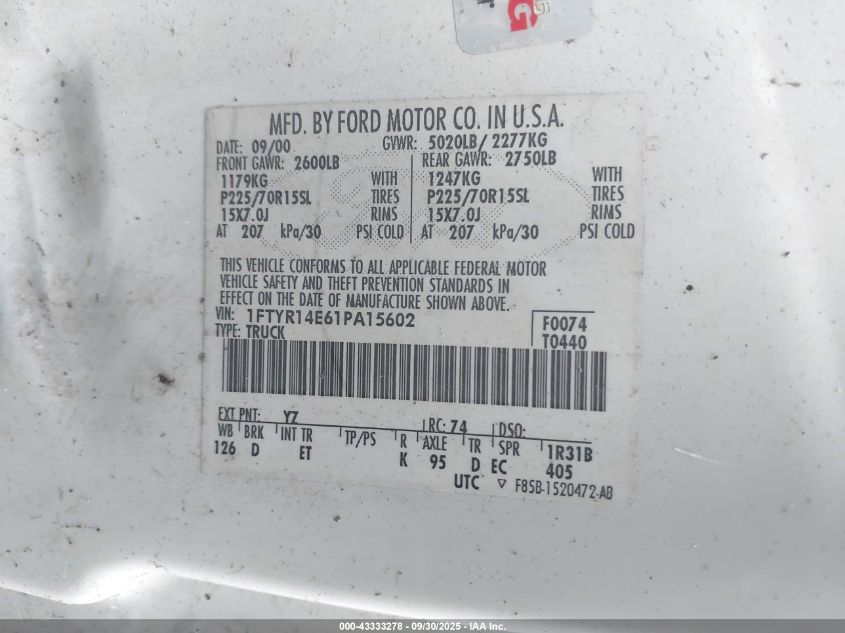 G
MFD. BY FORD MOTOR CO. IN U.S.A.
DATE: 09/00 GVWR: 5020LB/ 2277KG
FRONT GAWR: 2600LB REAR GAWR: 2750LB
1179KG WITH 1247KG WITH
P225/70R15SL TIRES P225/70R15SL TIRES
15X7.0J RIMS 15X7.0J RIMS
AT 207 kPa/30 PSI COLD AT 207 kPa/30 PSI COLD
THIS VEHICLE CONFORMS TO ALL APPLICABLE FEDERAL MOTOR
VEHICLE SAFETY AND THEFT PREVENTION STANDARDS IN
EFFECT ON THE DATE OF MANUFACTURE SHOWN ABOVE.
VIN: 1FTYR14E61PA15602 F0074
TYPE: TRUCK T0440
EXT PNT: Y7 RC: 74 DSO:
WB BRK INT TR TP/PS R AXLE TR SPR 1R31B
126 D ET K 95 D EC 405
UTC ▽ F85B-1520472-AB
000-43333278 - 09/30/2025 - IAA Inc.